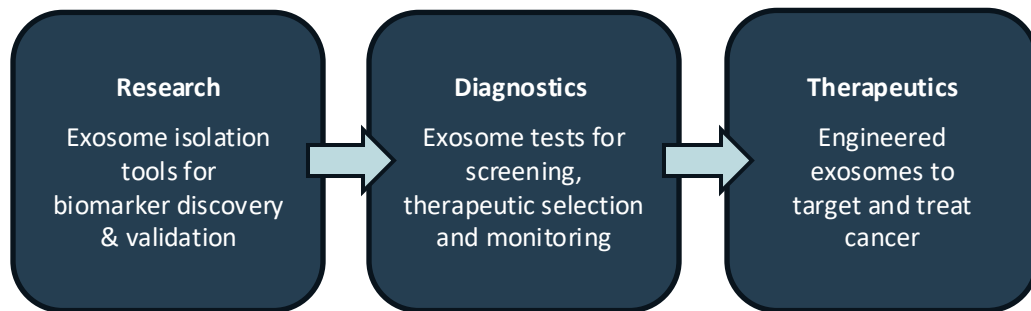 Research
Exosome isolation
tools for
biomarker discovery
& validation
Diagnostics
Exosome tests for
screening,
therapeutic selection
and monitoring
Therapeutics
Engineered
exosomes to
target and treat
cancer